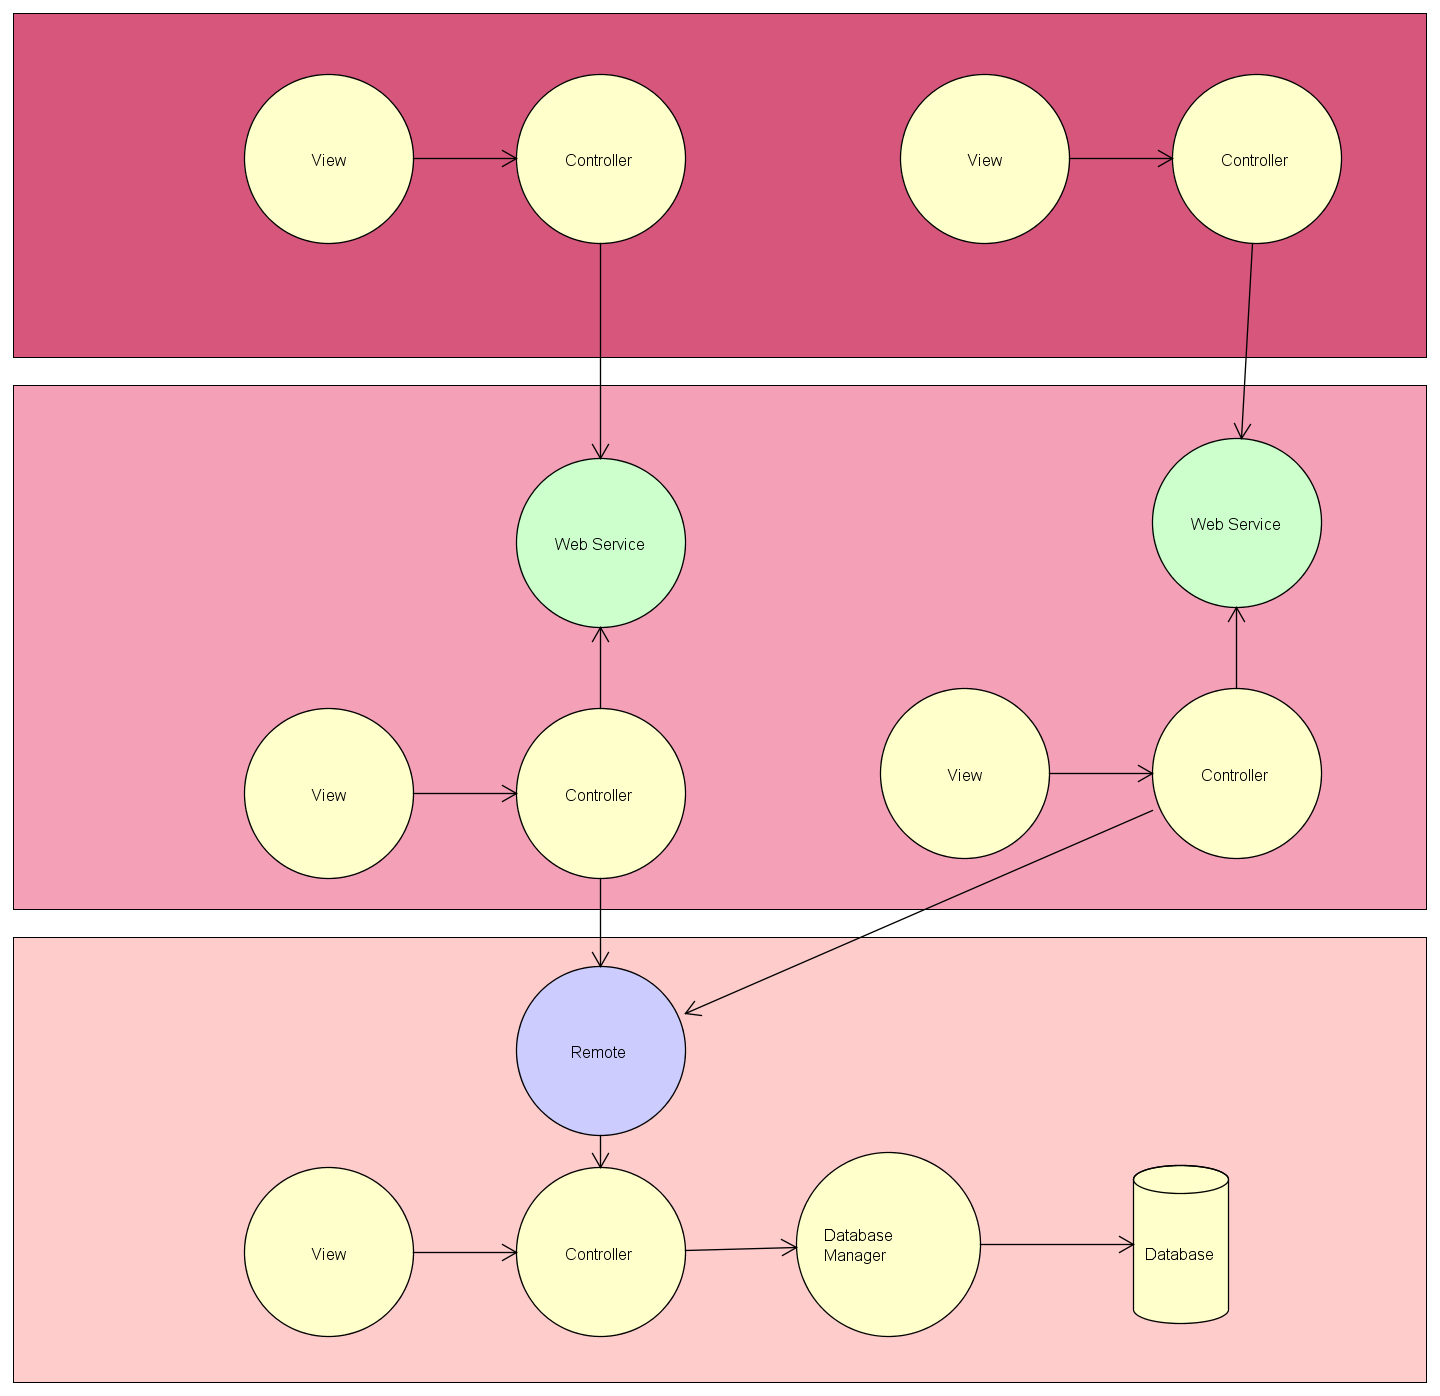 View
Controller
View
Controller
Web Service
Web Service
View
Controller
View
Controller
Remote
View
Controller
Database
Manager
Database